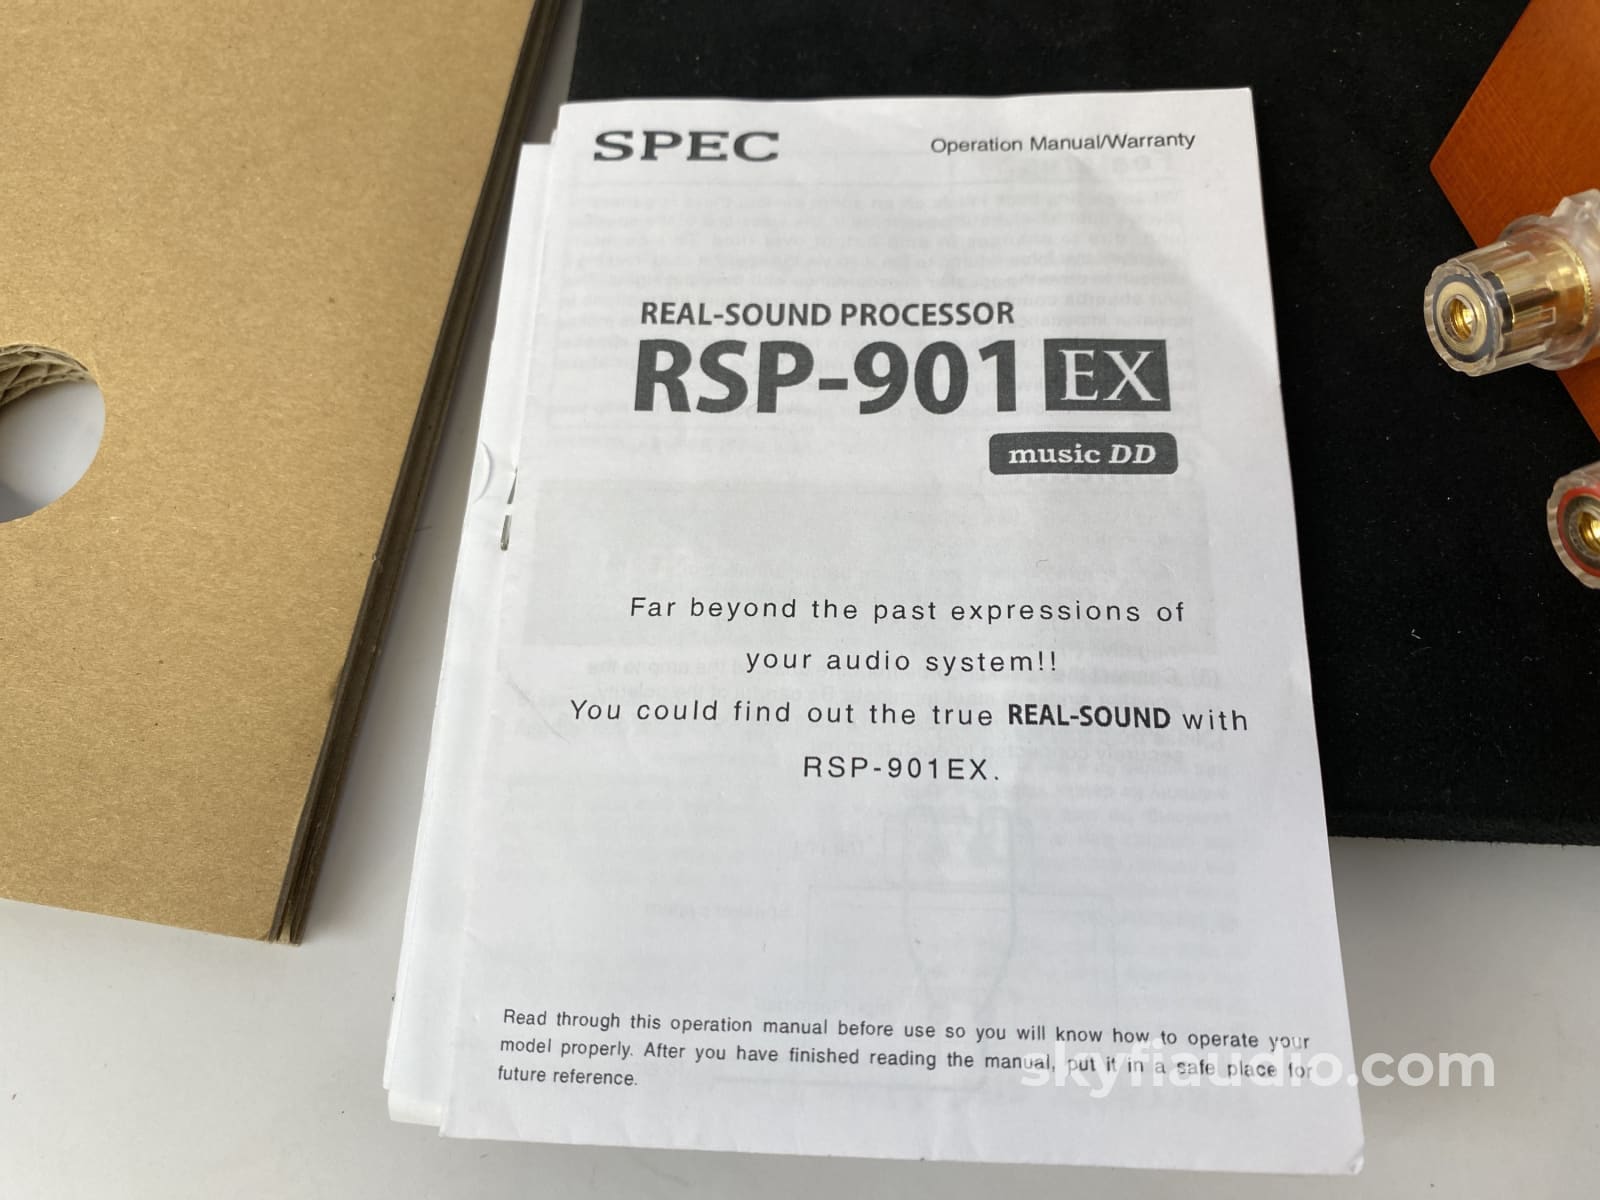 SPEC
Operation Manual/Warranty
REAL-SOUND PROCESSOR
RSP-901 EX
music DD
Far beyond the past expressions of
your audio system!!
You could find out the true REAL-SOUND with
RSP-901EX.
Read through this operation manual before use so you will know how to operate your
model properly. After you have finished reading the manual, put it in a safe place for
future reference.
skyfiaudio.com